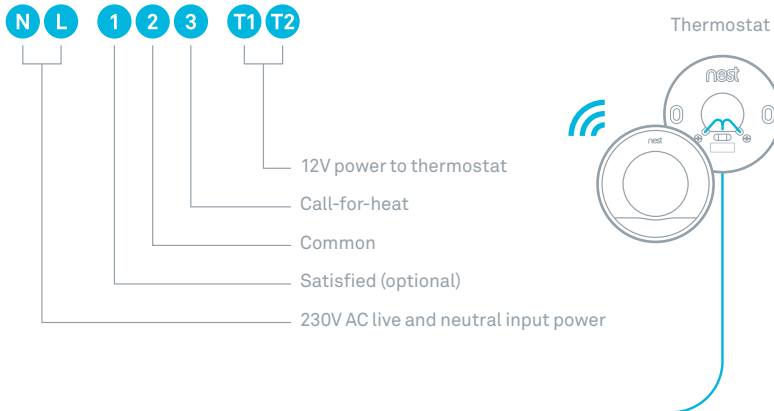 N L 1 2 3 T1 T2
Thermostat
nest
nest
12V power to thermostat
Call-for-heat
Common
Satisfied (optional)
230V AC live and neutral input power